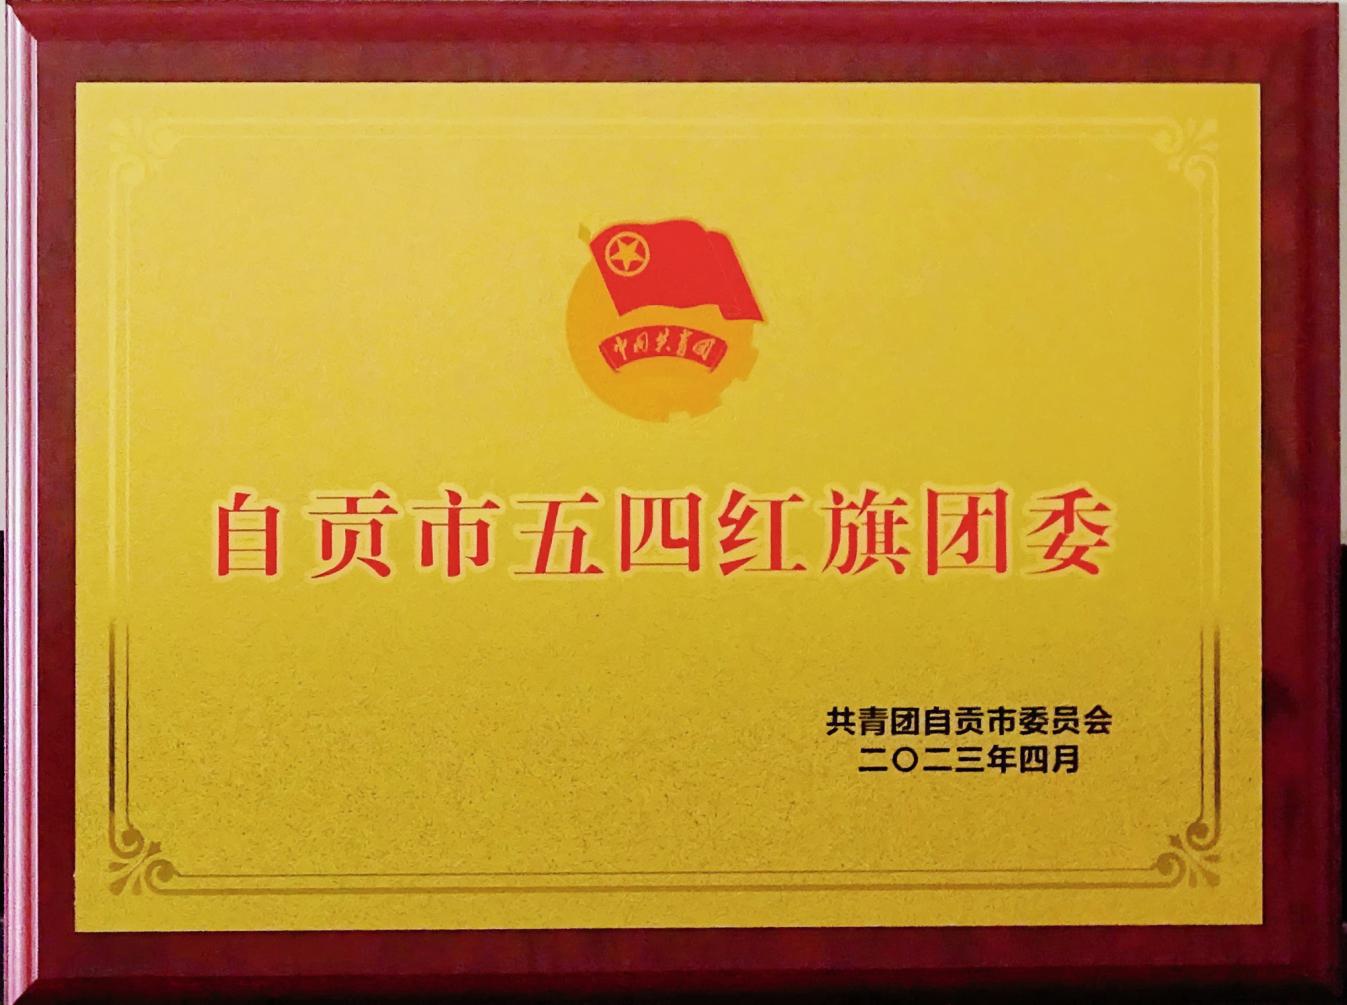 中国共青团
自贡市五四红旗团委
共青团自贡市委员会
二〇二三年四月